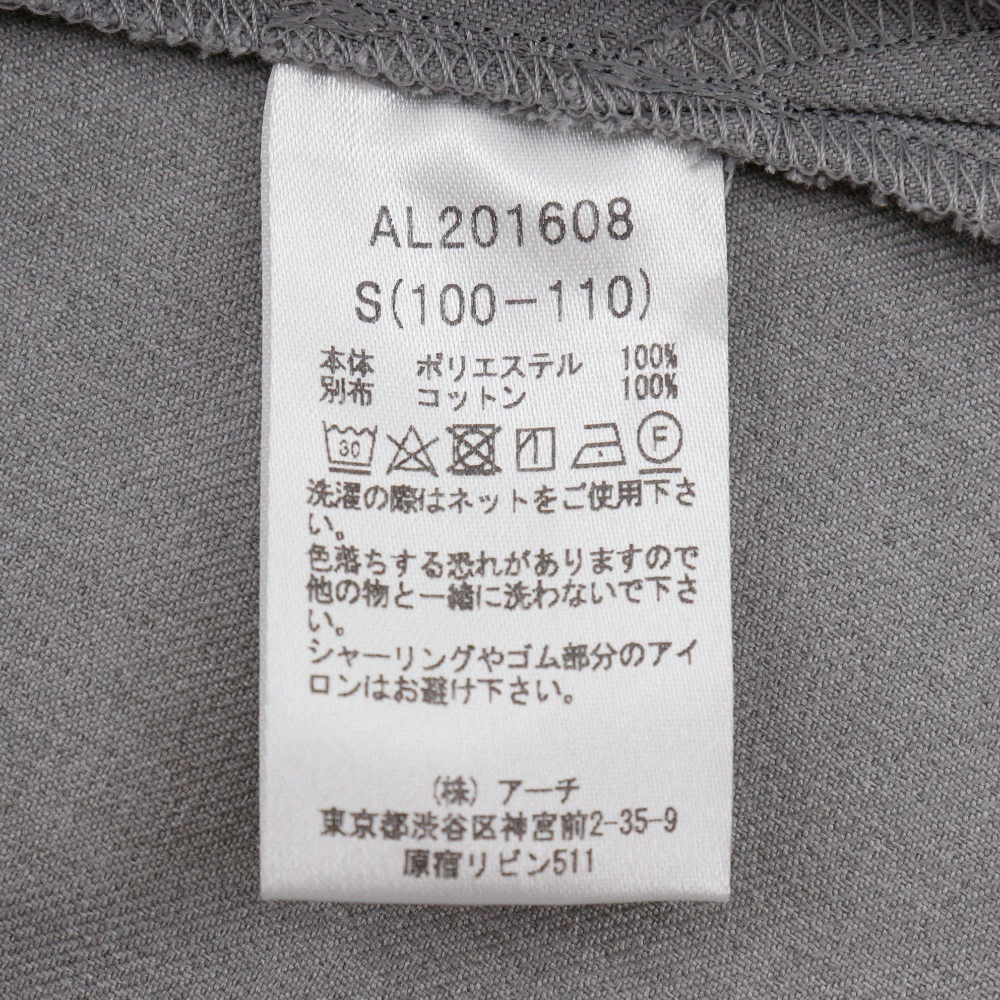 AL201608
S(100-110)
本体 ポリエステル 100%
別布 コットン 100%
30 F
洗濯の際はネットをご使用下さ
い。
色落ちする恐れがありますので
他の物と一緒に洗わないで下さ
い。
シャーリングやゴム部分のアイ
ロンはお避け下さい。
(株) アーチ
東京都渋谷区神宮前2-35-9
原宿リビン511